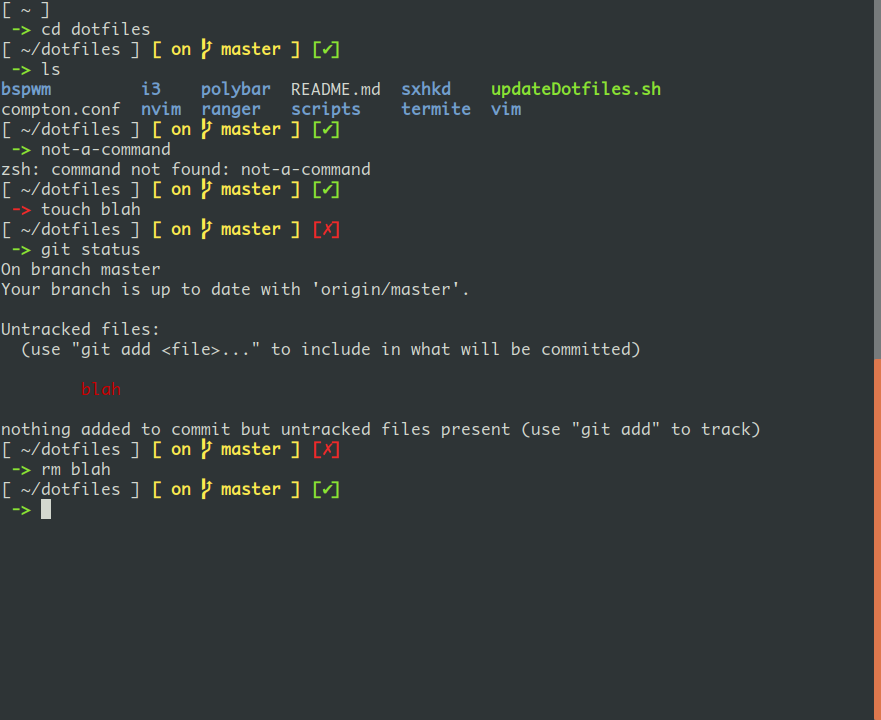 [ ~ ]
 -> cd dotfiles
[ ~/dotfiles ] [ on  master ] [✔]
 -> ls
bspwm         i3    polybar  README.md  sxhkd    updateDotfiles.sh
compton.conf  nvim  ranger   scripts    termite  vim
[ ~/dotfiles ] [ on  master ] [✔]
 -> not-a-command
zsh: command not found: not-a-command
[ ~/dotfiles ] [ on  master ] [✔]
 -> touch blah
[ ~/dotfiles ] [ on  master ] [✗]
 -> git status
On branch master
Your branch is up to date with 'origin/master'.

Untracked files:
  (use "git add <file>..." to include in what will be committed)

        blah

nothing added to commit but untracked files present (use "git add" to track)
[ ~/dotfiles ] [ on  master ] [✗]
 -> rm blah
[ ~/dotfiles ] [ on  master ] [✔]
 ->